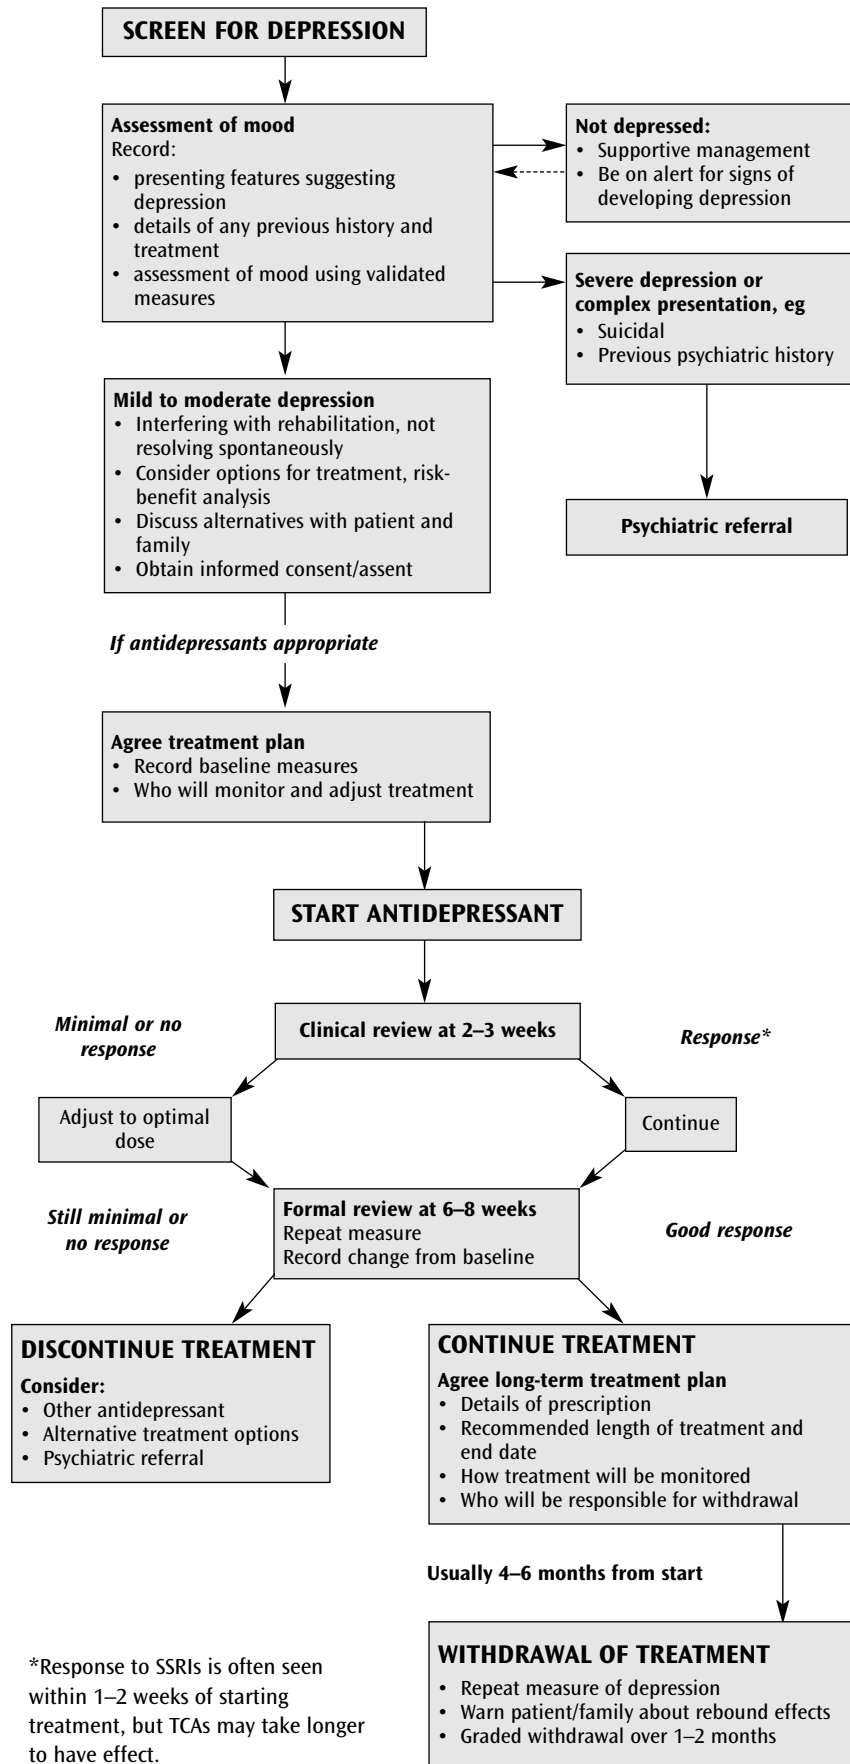 SCREEN FOR DEPRESSION
Assessment of mood
Record:
• presenting features suggesting
depression
• details of any previous history and
treatment
• assessment of mood using validated
measures
Not depressed:
• Supportive management
• Be on alert for signs of
developing depression
Severe depression or
complex presentation, eg
• Suicidal
• Previous psychiatric history
Mild to moderate depression
• Interfering with rehabilitation, not
resolving spontaneously
• Consider options for treatment, risk-
benefit analysis
• Discuss alternatives with patient and
family
• Obtain informed consent/assent
Psychiatric referral
If antidepressants appropriate
Agree treatment plan
• Record baseline measures
• Who will monitor and adjust treatment
START ANTIDEPRESSANT
Minimal or no
response
Clinical review at 2–3 weeks
Response*
Adjust to optimal
dose
Continue
Still minimal or
no response
Formal review at 6–8 weeks
Repeat measure
Record change from baseline
Good response
DISCONTINUE TREATMENT
Consider:
• Other antidepressant
• Alternative treatment options
• Psychiatric referral
CONTINUE TREATMENT
Agree long-term treatment plan
• Details of prescription
• Recommended length of treatment and
end date
• How treatment will be monitored
• Who will be responsible for withdrawal
Usually 4–6 months from start
WITHDRAWAL OF TREATMENT
• Repeat measure of depression
• Warn patient/family about rebound effects
• Graded withdrawal over 1–2 months
*Response to SSRIs is often seen
within 1–2 weeks of starting
treatment, but TCAs may take longer
to have effect.